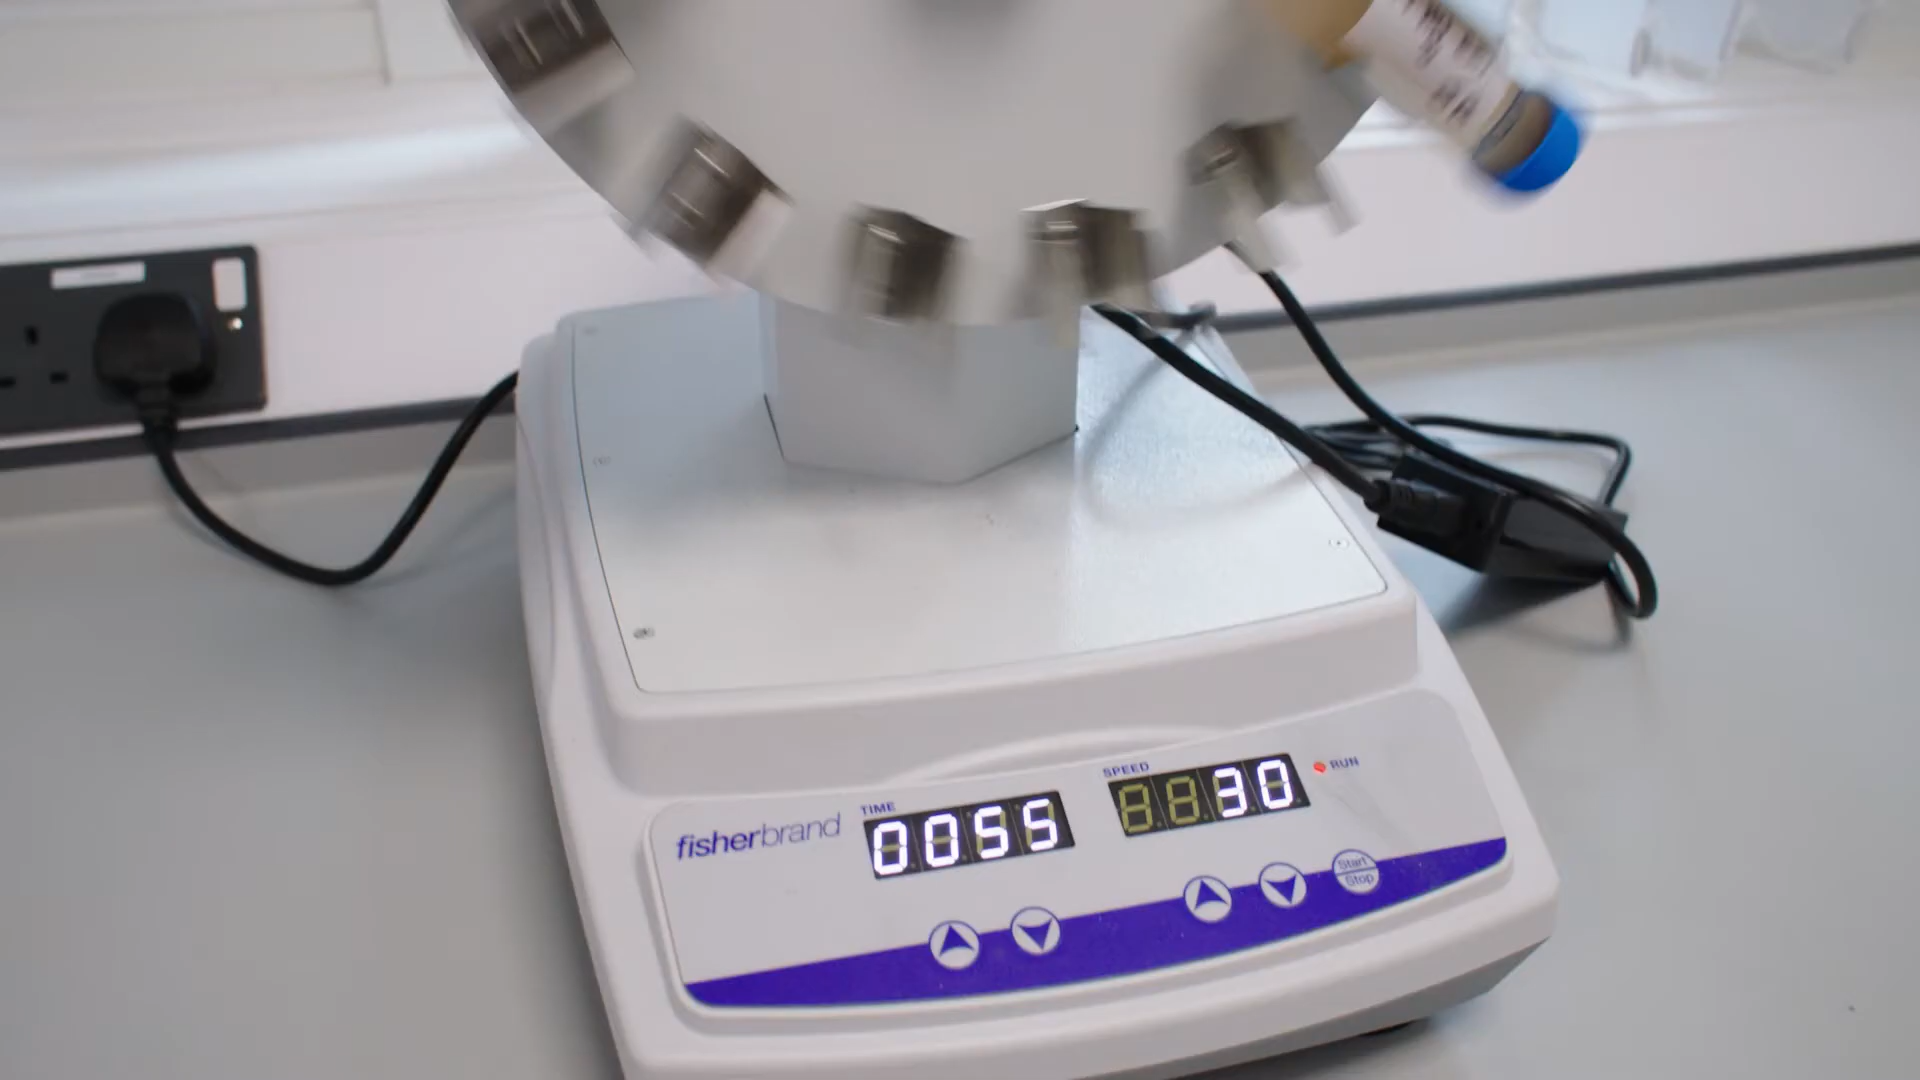 fisherbrand
TIME
0055
SPEED
30
RUN
Start
Stop